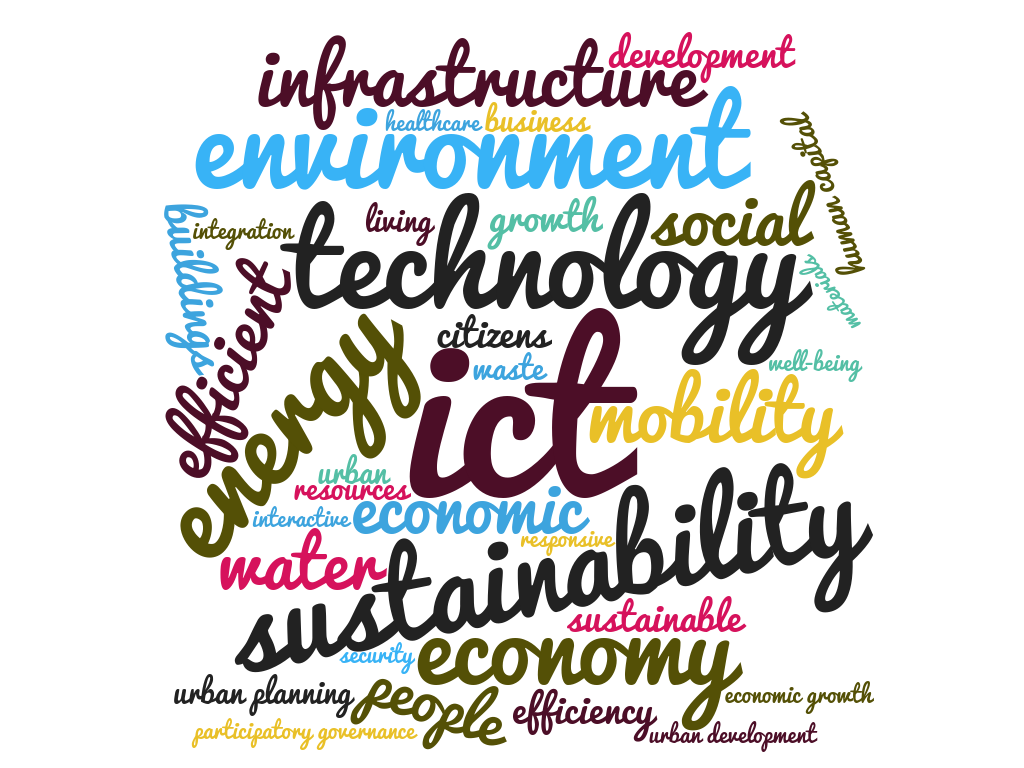 development
infrastructure
healthcare
business
environment
human capital
buildings
integration
living
growth
social
technology
materials
efficient
energy
citizens
waste
well-being
ict
mobility
urban
resources
interactive
economic
responsive
water
sustainability
sustainable
security
economy
urban planning
people
efficiency
economic growth
participatory governance
urban development